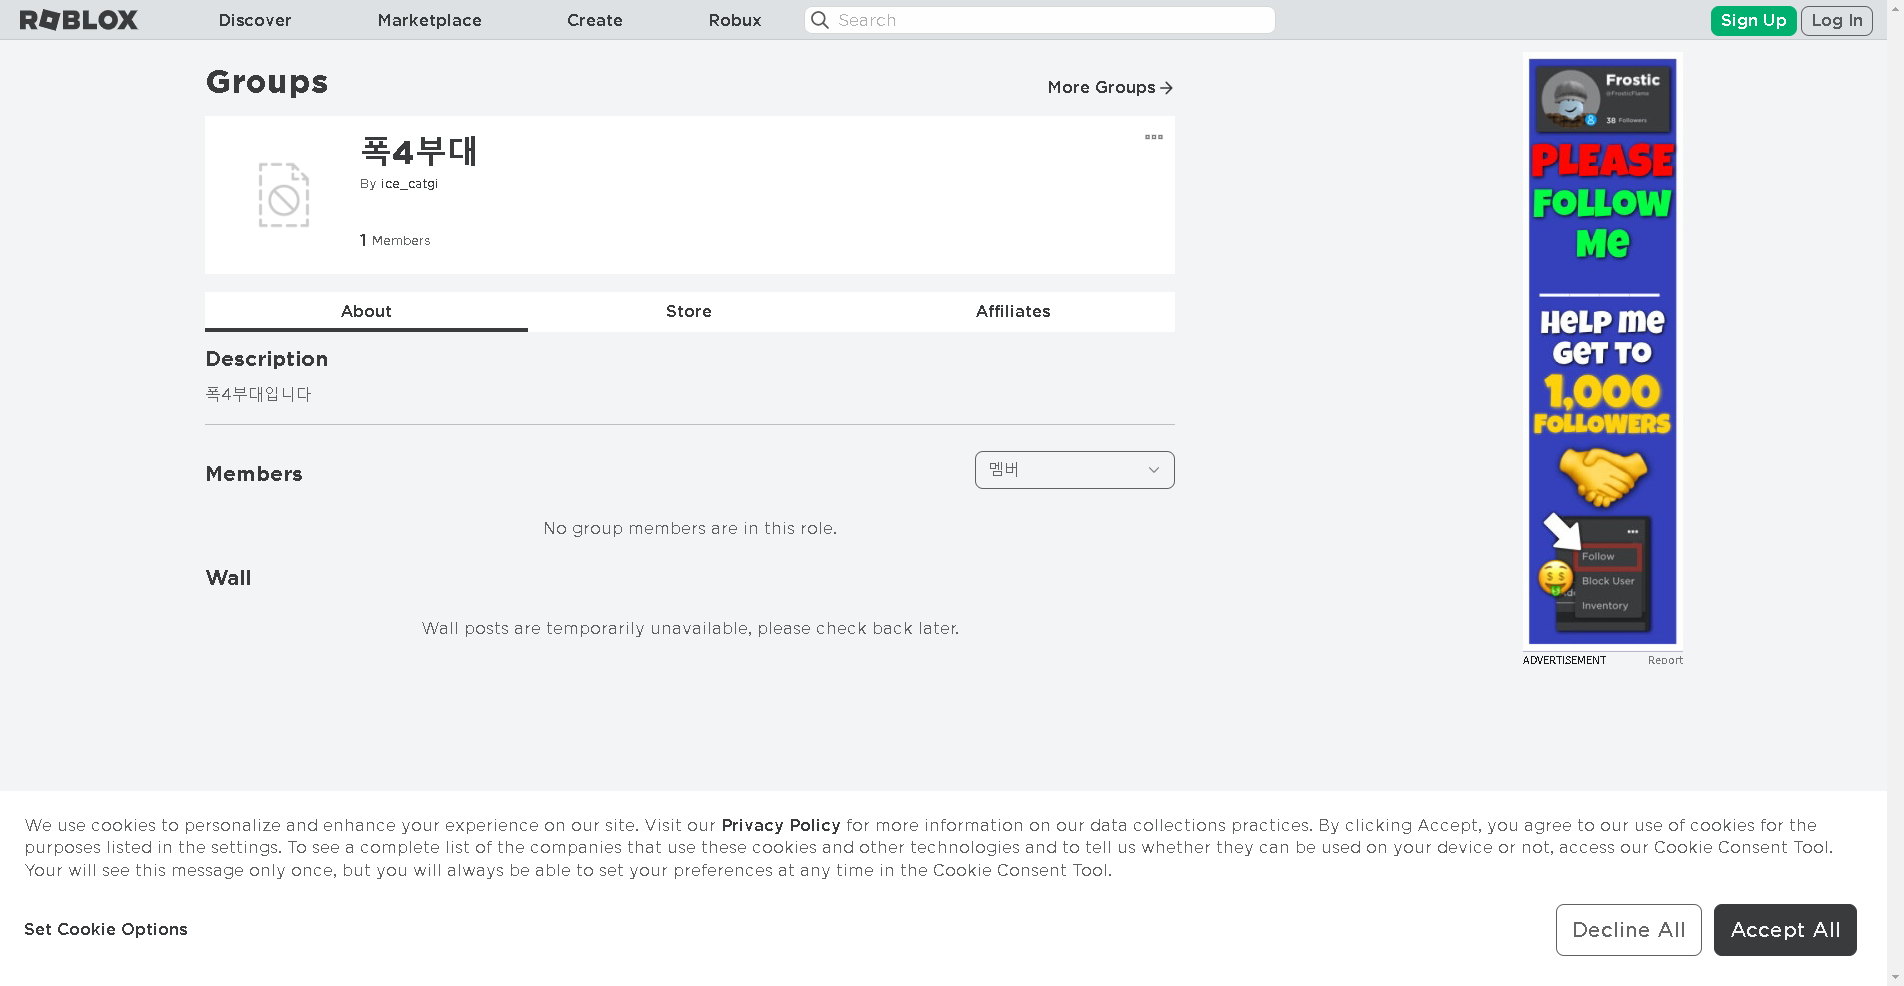 ROBLOX Discover Marketplace Create Robux Search Sign Up Log In
Groups
More Groups
폭4부대
By ice_catgi
1 Members
About Store Affiliates
Description
폭4부대입니다
Members
멤버
No group members are in this role.
Wall
Wall posts are temporarily unavailable, please check back later.
Frostic
@FrosticFlame
38 Followers
PLEASE
FOLLOW
Me
HELP me
GET TO
1,000
FOLLOWERS
Follow
Block User
Inventory
ADVERTISEMENT Report
We use cookies to personalize and enhance your experience on our site. Visit our Privacy Policy for more information on our data collections practices. By clicking Accept, you agree to our use of cookies for the
purposes listed in the settings. To see a complete list of the companies that use these cookies and other technologies and to tell us whether they can be used on your device or not, access our Cookie Consent Tool.
Your will see this message only once, but you will always be able to set your preferences at any time in the Cookie Consent Tool.
Set Cookie Options
Decline All
Accept All